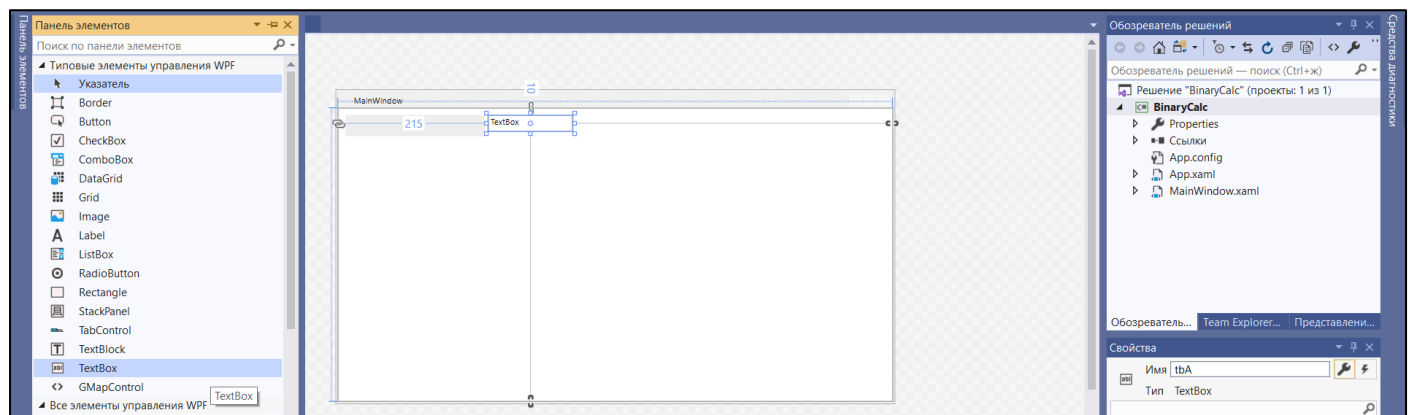 Панель элементов
Панель элементов
Поиск по панели элементов
Типовые элементы управления WPF
Указатель
Border
Button
CheckBox
ComboBox
DataGrid
Grid
Image
Label
ListBox
RadioButton
Rectangle
StackPanel
TabControl
TextBlock
TextBox
GMapControl
TextBox
Все элементы управления WPF
10
MainWindow
215
TextBox
Обозреватель решений
Обозреватель решений — поиск (Ctrl+ж)
Решение "BinaryCalc" (проекты: 1 из 1)
BinaryCalc
Properties
Ссылки
App.config
App.xaml
MainWindow.xaml
Обозреватель... Team Explorer... Представлени...
Свойства
Имя tbA
Тип TextBox
Средства диагностики